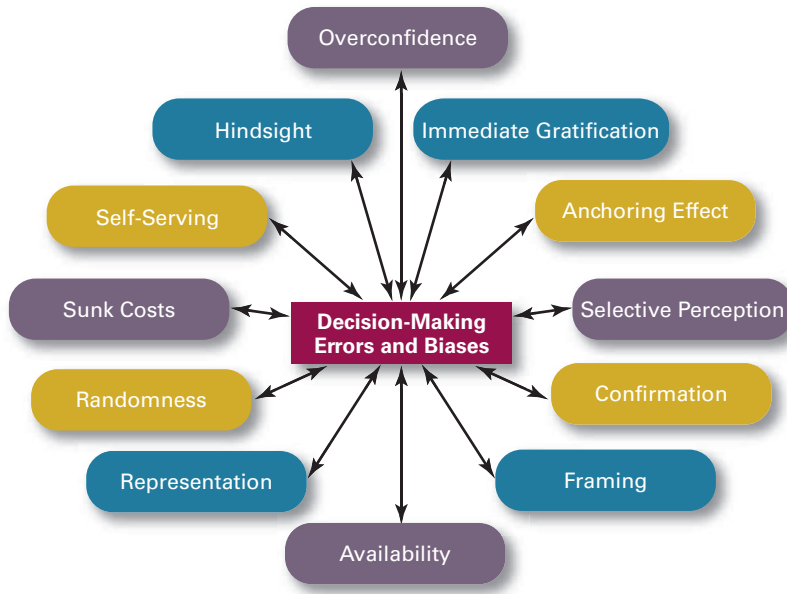 Overconfidence
Hindsight
Immediate Gratification
Self-Serving
Anchoring Effect
Sunk Costs
Decision-Making
Errors and Biases
Selective Perception
Randomness
Confirmation
Representation
Framing
Availability